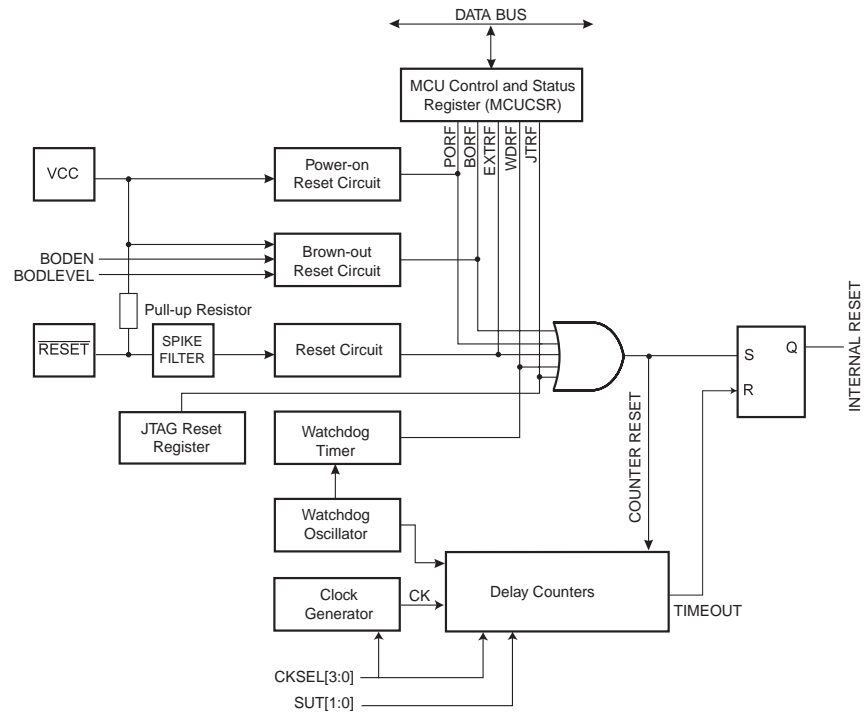 DATA BUS
MCU Control and Status
Register (MCUCSR)
PORF
BORF
EXTRF
WDRF
JTRF
VCC
Power-on
Reset Circuit
BODEN
BODLEVEL
Brown-out
Reset Circuit
Pull-up Resistor
RESET
SPIKE
FILTER
Reset Circuit
JTAG Reset
Register
Watchdog
Timer
Watchdog
Oscillator
Clock
Generator
CK
Delay Counters
CKSEL[3:0]
SUT[1:0]
COUNTER RESET
TIMEOUT
S
Q
R
INTERNAL RESET